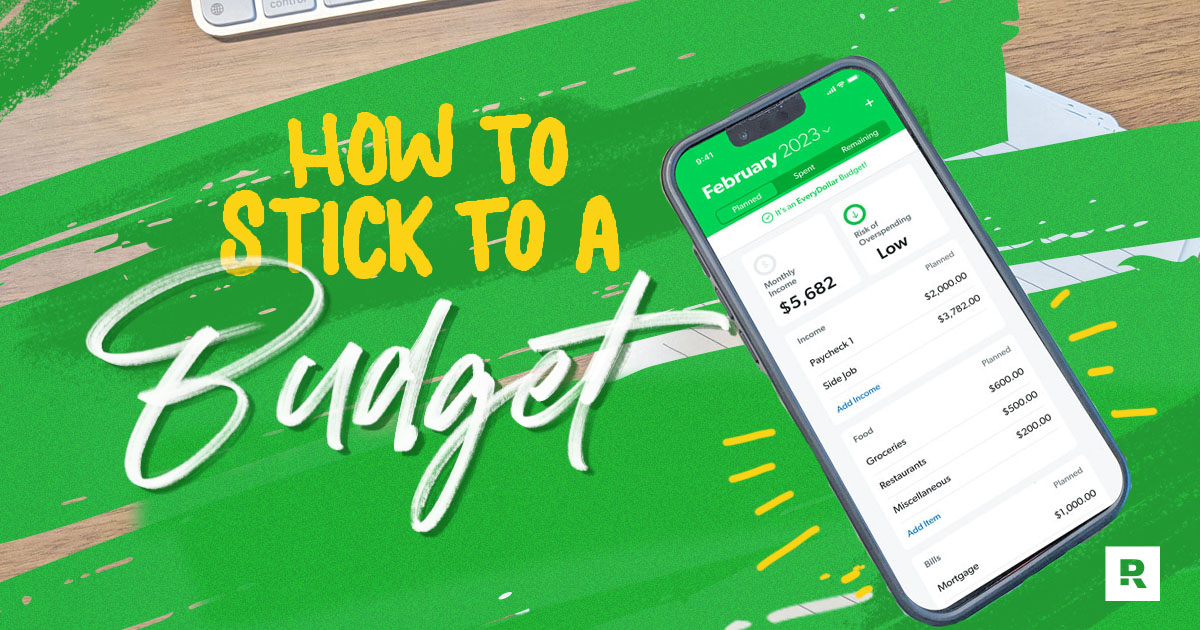 control
HOW TO
STICK TO A
Budget
9:41
February 2023
Planned
Spent
Remaining
It's an EveryDollar Budget!
Monthly
Income
$5,682
Risk of
Overspending
Low
Income
Planned
Paycheck 1
$2,000.00
Side Job
$3,782.00
Add Income
Food
Planned
Groceries
$600.00
Restaurants
$500.00
Miscellaneous
$200.00
Add Item
Bills
Planned
Mortgage
$1,000.00
R